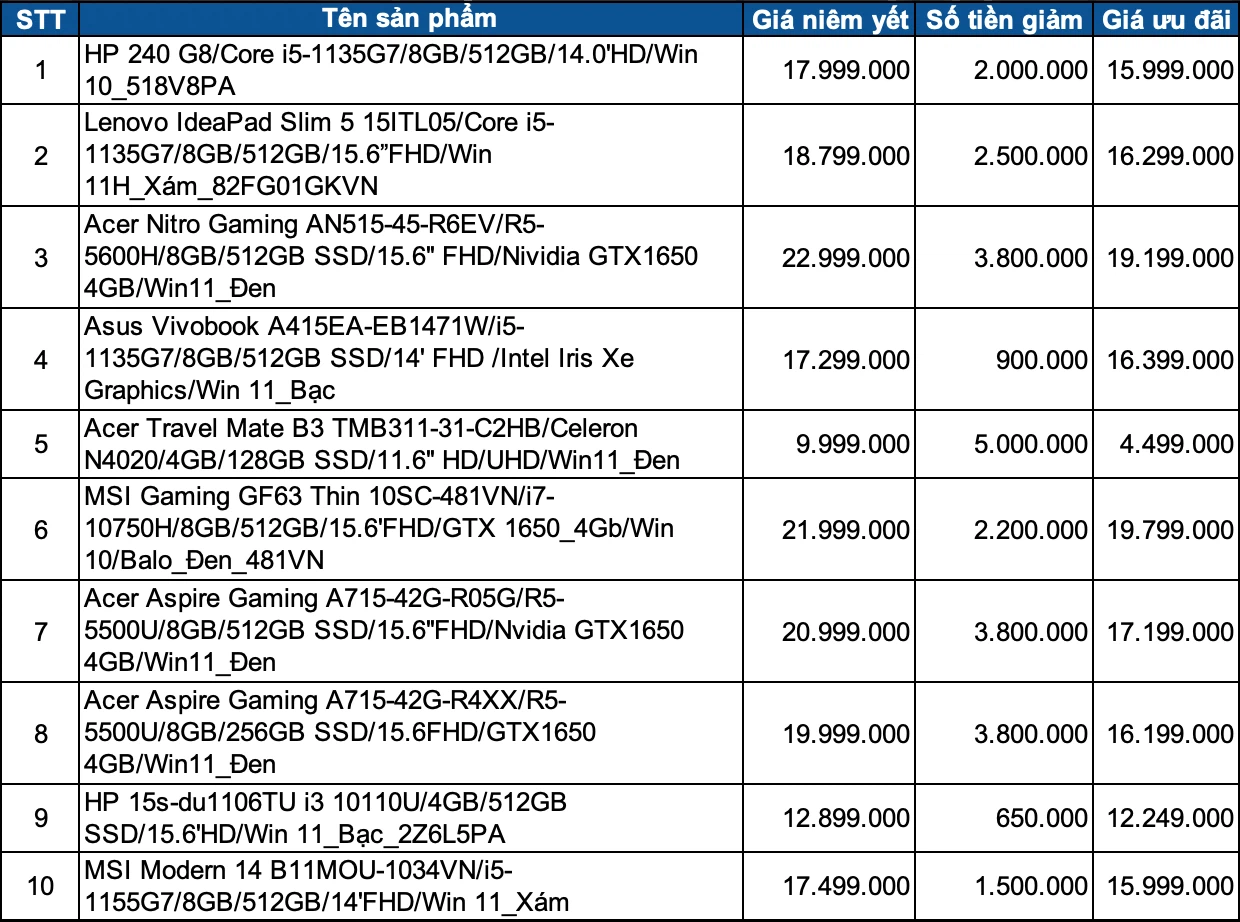 STT Tên sản phẩm Giá niêm yết Số tiền giảm Giá ưu đãi
1 HP 240 G8/Core i5-1135G7/8GB/512GB/14.0'HD/Win
10_518V8PA 17.999.000 2.000.000 15.999.000
2 Lenovo IdeaPad Slim 5 15ITL05/Core i5-
1135G7/8GB/512GB/15.6”FHD/Win
11H_Xám_82FG01GKVN 18.799.000 2.500.000 16.299.000
3 Acer Nitro Gaming AN515-45-R6EV/R5-
5600H/8GB/512GB SSD/15.6" FHD/Nividia GTX1650
4GB/Win11_Đen 22.999.000 3.800.000 19.199.000
4 Asus Vivobook A415EA-EB1471W/i5-
1135G7/8GB/512GB SSD/14' FHD /Intel Iris Xe
Graphics/Win 11_Bạc 17.299.000 900.000 16.399.000
5 Acer Travel Mate B3 TMB311-31-C2HB/Celeron
N4020/4GB/128GB SSD/11.6" HD/UHD/Win11_Đen 9.999.000 5.000.000 4.499.000
6 MSI Gaming GF63 Thin 10SC-481VN/i7-
10750H/8GB/512GB/15.6'FHD/GTX 1650_4Gb/Win
10/Balo_Đen_481VN 21.999.000 2.200.000 19.799.000
7 Acer Aspire Gaming A715-42G-R05G/R5-
5500U/8GB/512GB SSD/15.6"FHD/Nvidia GTX1650
4GB/Win11_Đen 20.999.000 3.800.000 17.199.000
8 Acer Aspire Gaming A715-42G-R4XX/R5-
5500U/8GB/256GB SSD/15.6FHD/GTX1650
4GB/Win11_Đen 19.999.000 3.800.000 16.199.000
9 HP 15s-du1106TU i3 10110U/4GB/512GB
SSD/15.6'HD/Win 11_Bạc_2Z6L5PA 12.899.000 650.000 12.249.000
10 MSI Modern 14 B11MOU-1034VN/i5-
1155G7/8GB/512GB/14'FHD/Win 11_Xám 17.499.000 1.500.000 15.999.000